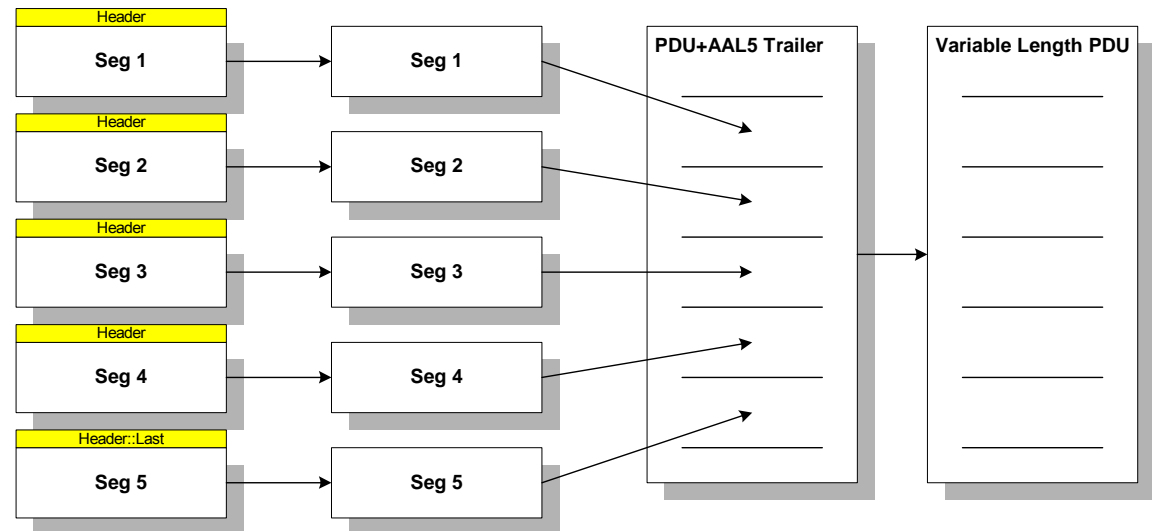 Header
Seg 1
Seg 1
PDU+AAL5 Trailer
Variable Length PDU
Header
Seg 2
Seg 2
Header
Seg 3
Seg 3
Header
Seg 4
Seg 4
Header::Last
Seg 5
Seg 5